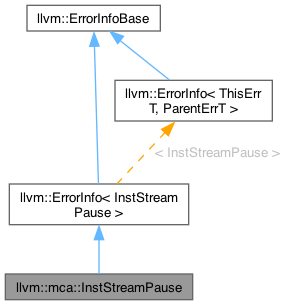 llvm::ErrorInfoBase
llvm::ErrorInfo< ThisErr
T, ParentErrT >
< InstStreamPause >
llvm::ErrorInfo< InstStream
Pause >
llvm::mca::InstStreamPause